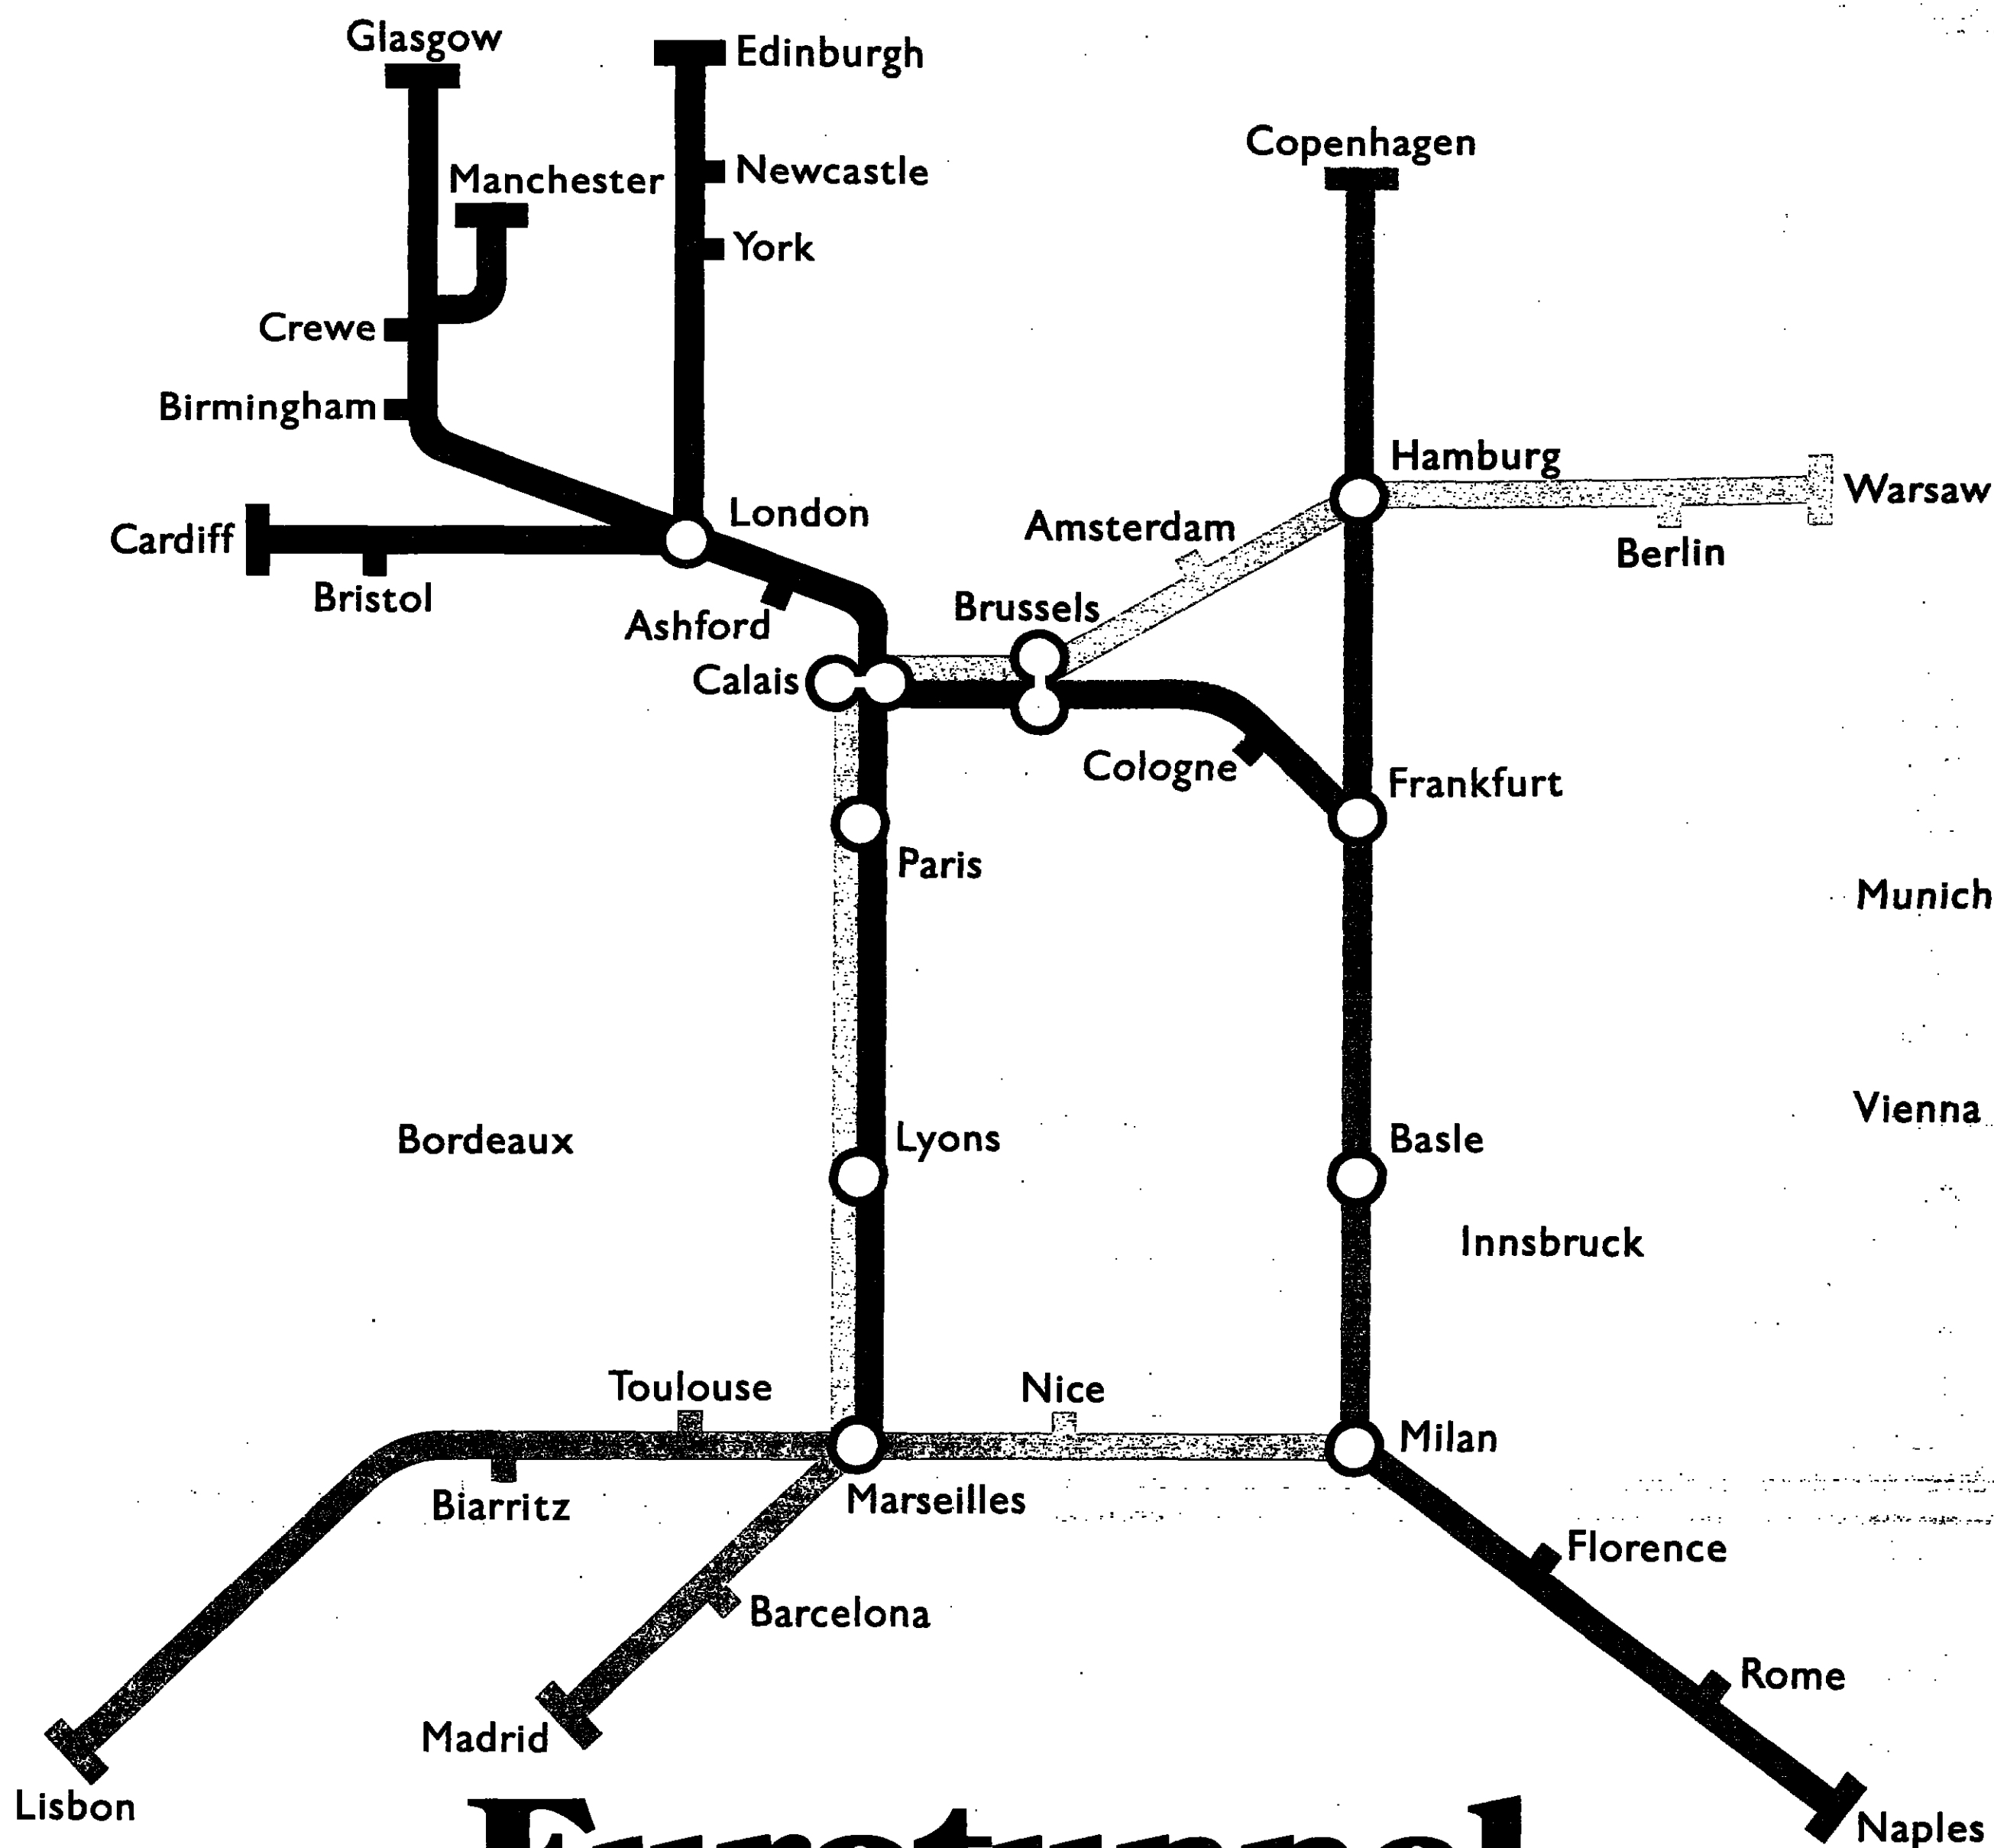 Glasgow
Edinburgh
Copenhagen
Newcastle
Manchester
York
Crewe
Birmingham
Hamburg
Warsaw
London
Amsterdam
Cardiff
Berlin
Bristol
Brussels
Ashford
Calais
Cologne
Frankfurt
Paris
Munich
Vienna
Bordeaux
Lyons
Basle
Innsbruck
Toulouse
Nice
Milan
Biarritz
Marseilles
Florence
Barcelona
Rome
Madrid
Lisbon
Naples
Eurotunnel